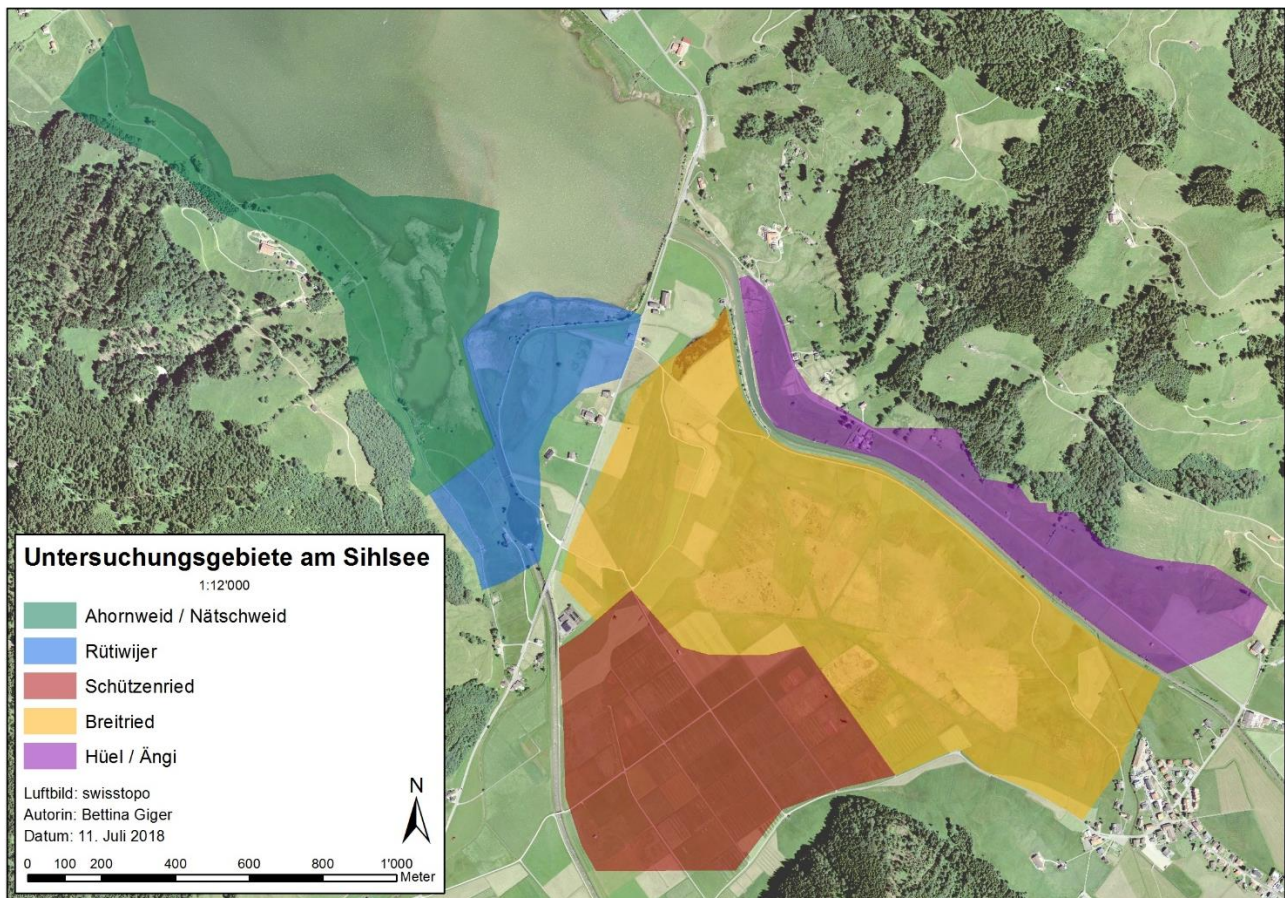 Untersuchungsgebiete am Sihlsee
1:12'000
Ahornweid / Nätschweid
Rütiwijer
Schützenried
Breitried
Hüel / Ängi
N
Luftbild: swisstopo
Autorin: Bettina Giger
Datum: 11. Juli 2018
0 100 200 400 600 800 1'000
Meter